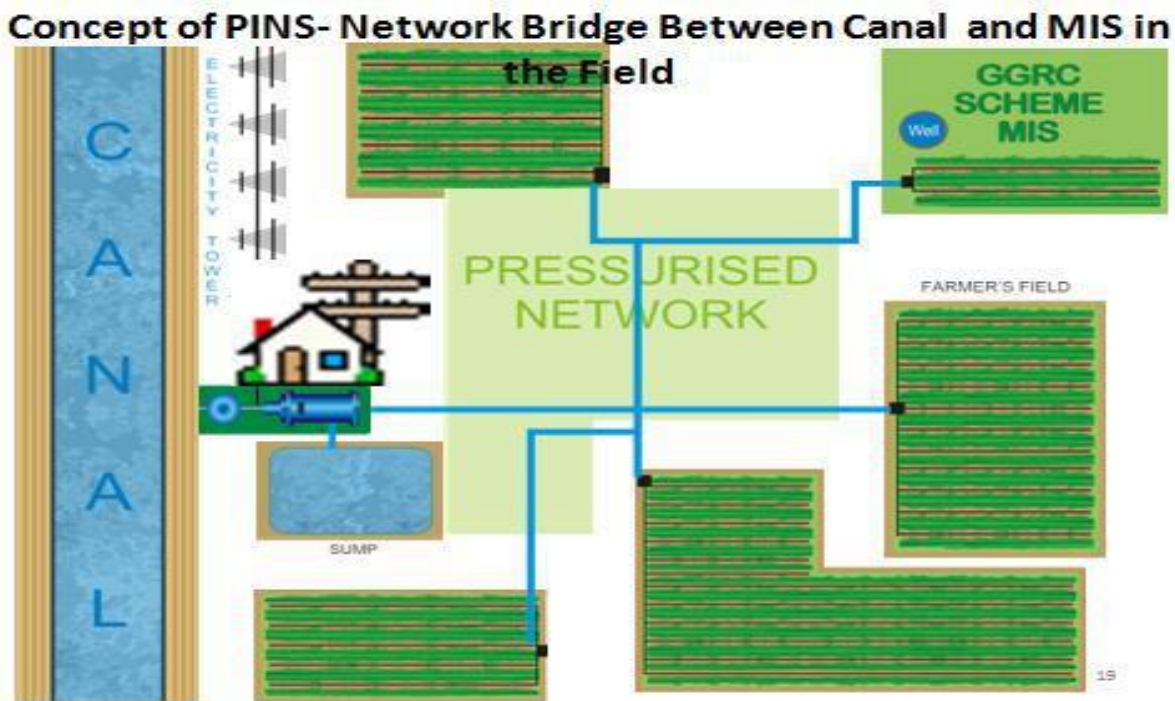 Concept of PINS- Network Bridge Between Canal and MIS in
the Field
CANAL
ELECTRICITY TOWER
GGRC
SCHEME
MIS
Well
PRESSURISED
NETWORK
FARMER'S FIELD
SUMP
19